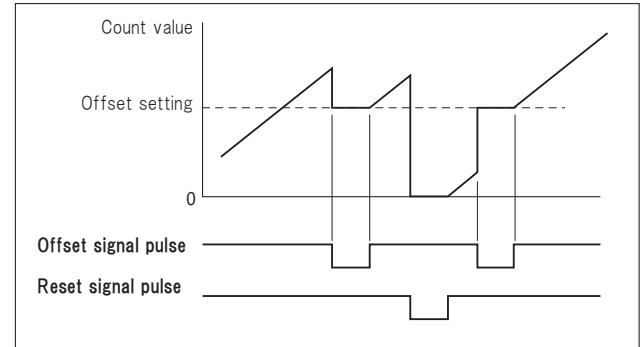 Count value
Offset setting
0
Offset signal pulse
Reset signal pulse